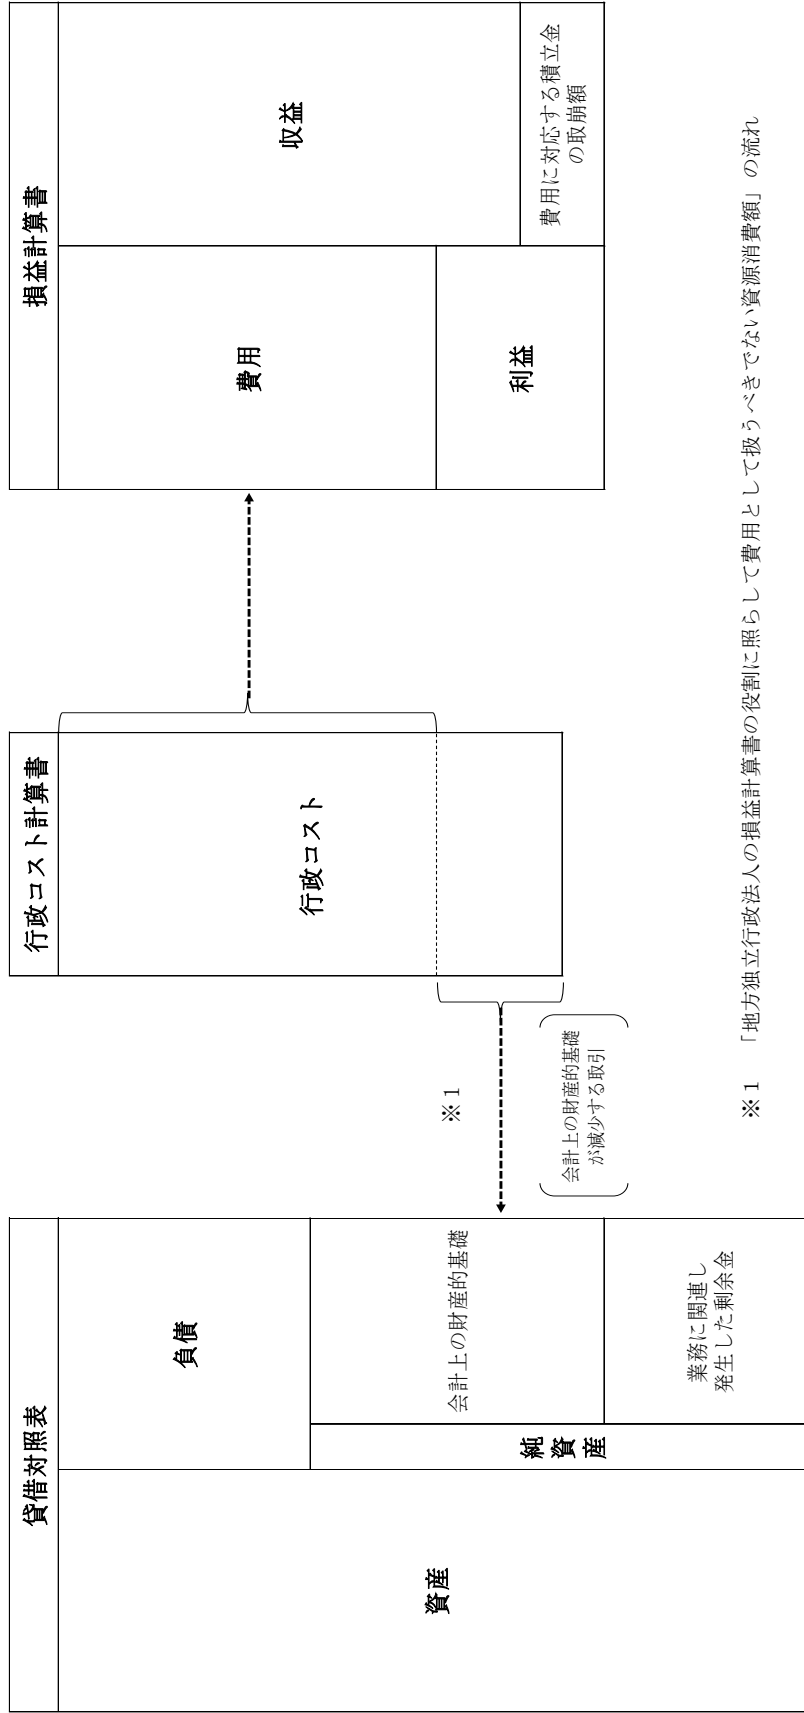 貸借対照表
資産
負債
純
資
産
会計上の財産的基礎
業務に関連し
発生した剰余金
※１
会計上の財産的基礎
が減少する取引
行政コスト計算書
行政コスト
損益計算書
費用
利益
収益
費用に対応する積立金
の取崩額
※１　「地方独立行政法人の損益計算書の役割に照らして費用として扱うべきでない資源消費額」の流れ